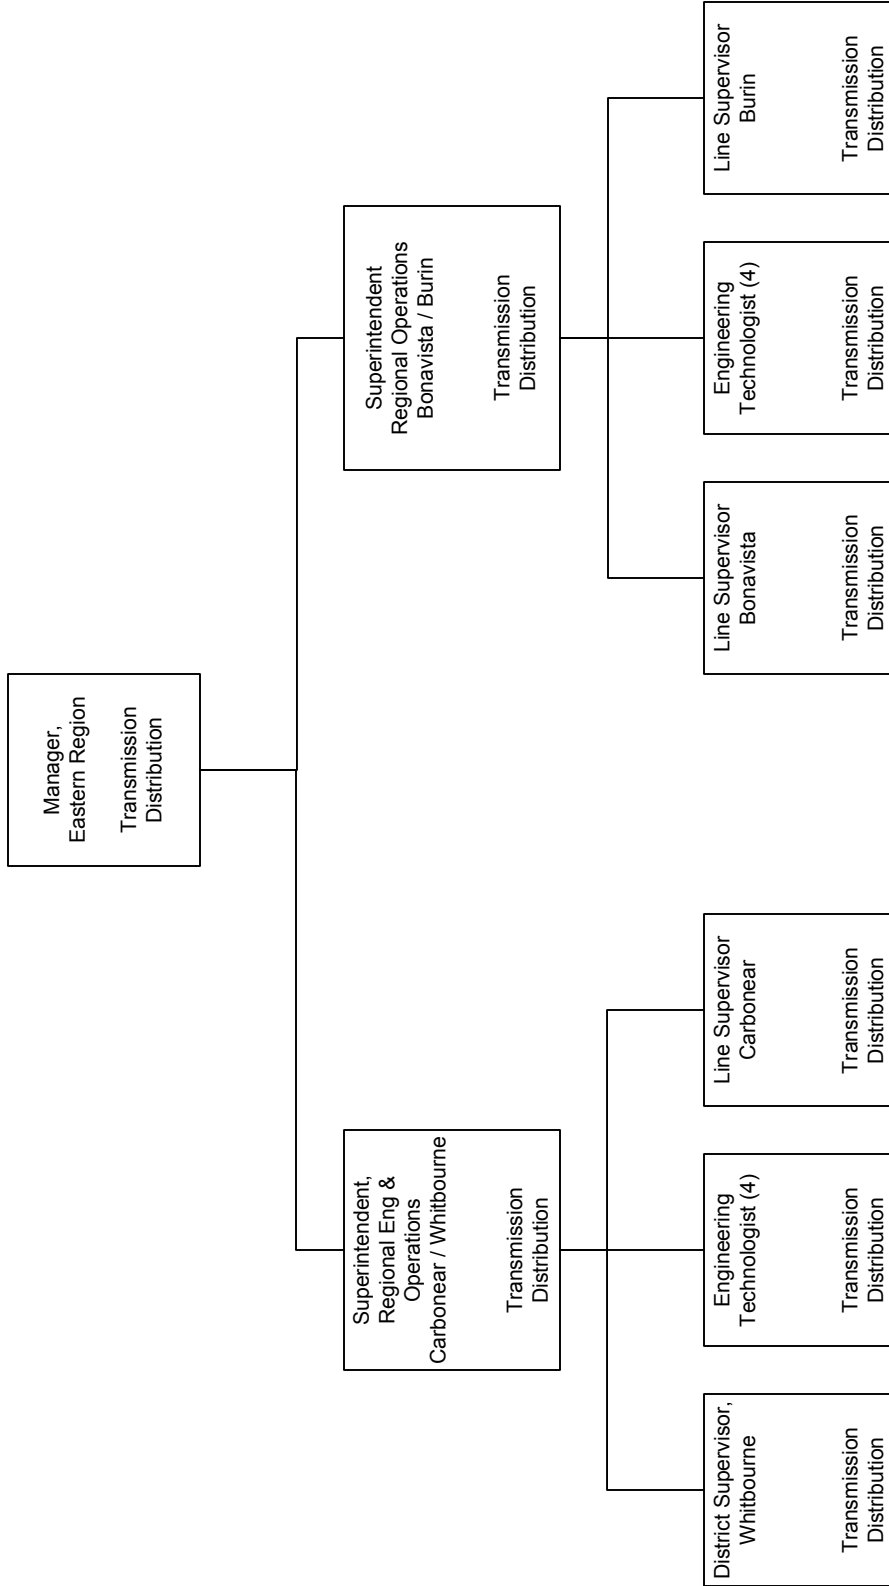 Manager,
Eastern Region
Transmission
Distribution
Superintendent,
Regional Eng &
Operations
Carbonear / Whitbourne
Transmission
Distribution
Superintendent
Regional Operations
Bonavista / Burin
Transmission
Distribution
District Supervisor,
Whitbourne
Transmission
Distribution
Engineering
Technologist (4)
Transmission
Distribution
Line Supervisor
Carbonear
Transmission
Distribution
Line Supervisor
Bonavista
Transmission
Distribution
Engineering
Technologist (4)
Transmission
Distribution
Line Supervisor
Burin
Transmission
Distribution